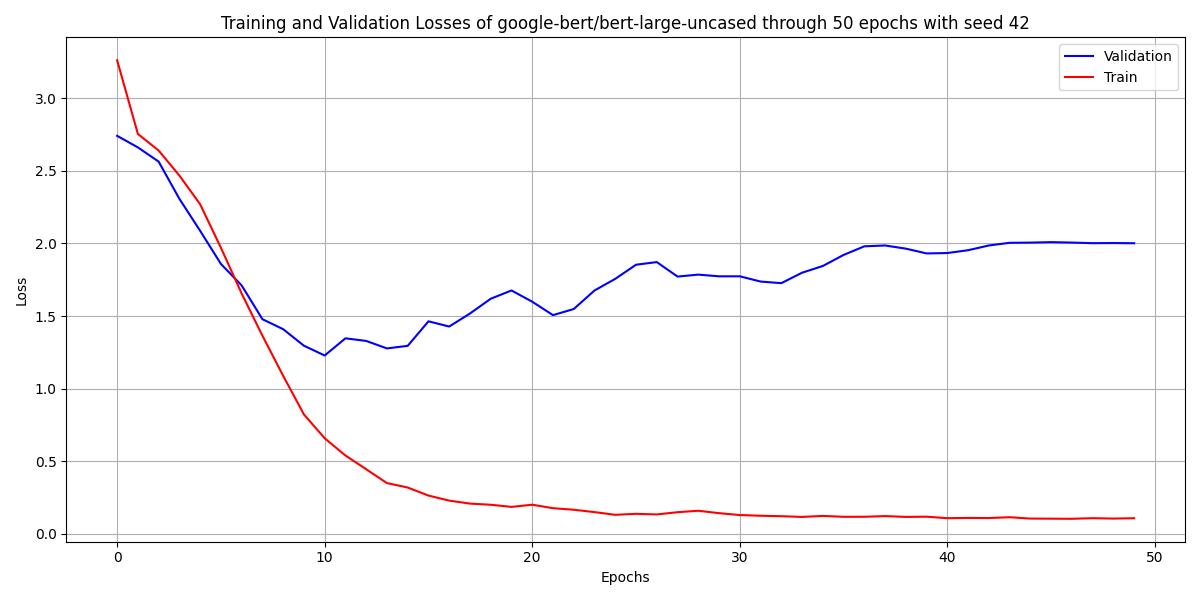 Training and Validation Losses of google-bert/bert-large-uncased through 50 epochs with seed 42
Validation
Train
Loss
3.0
2.5
2.0
1.5
1.0
0.5
0.0
0 10 20 30 40 50
Epochs